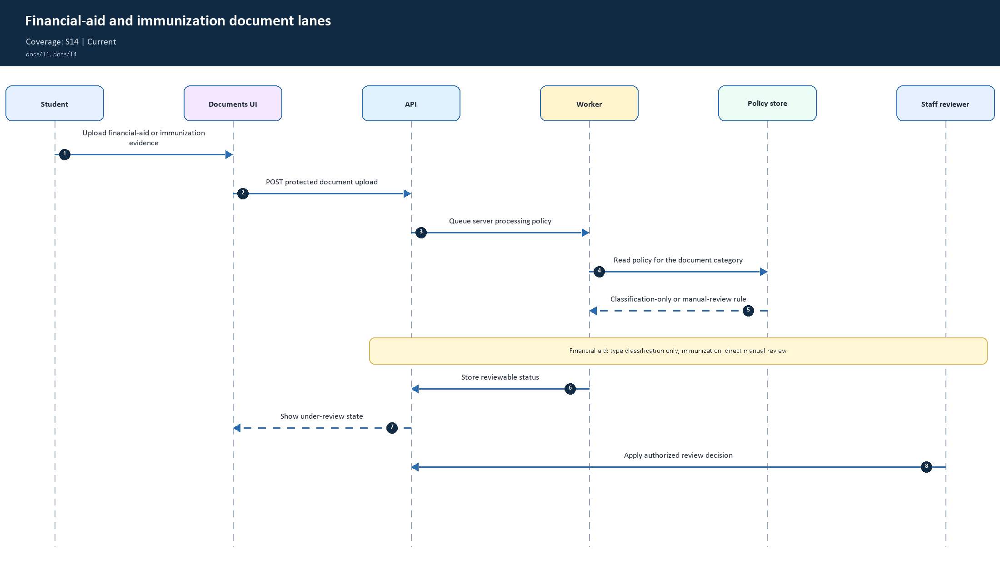 Financial-aid and immunization document lanes
Coverage: S14 | Current
docs/11, docs/14
Student
Documents UI
API
Worker
Policy store
Staff reviewer
Upload financial-aid or immunization
evidence
1
POST protected document upload
2
Queue server processing policy
3
Read policy for the document category
4
Classification-only or manual-review rule
5
Financial aid: type classification only; immunization: direct manual review
Store reviewable status
6
Show under-review state
7
Apply authorized review decision
8